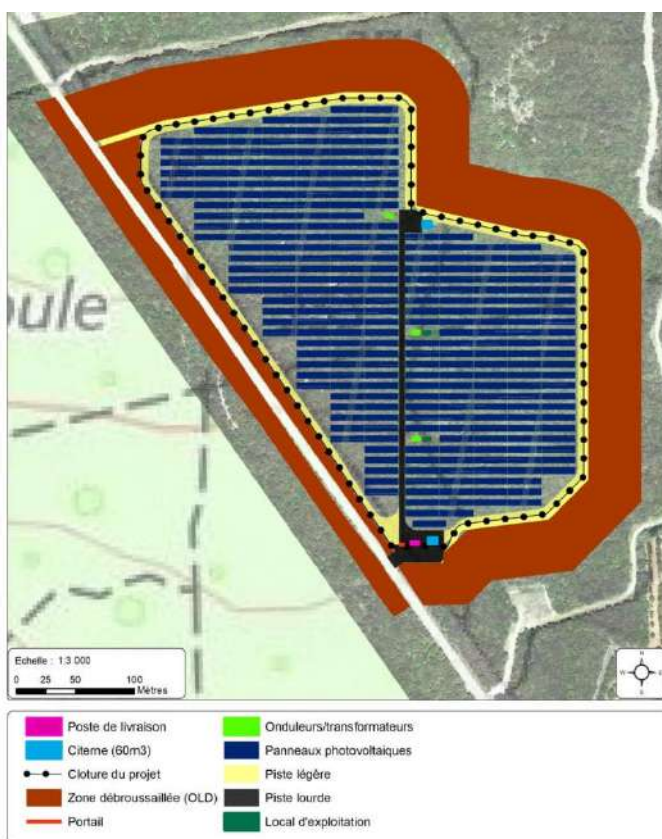 oule
Echelle : 1:3 000
0 25 50 100
Mètres
N
W E
S
Poste de livraison
Citerne (60m3)
Cloture du projet
Zone débroussaillée (OLD)
Portail
Onduleurs/transformateurs
Panneaux photovoltaiques
Piste légère
Piste lourde
Local d'exploitation